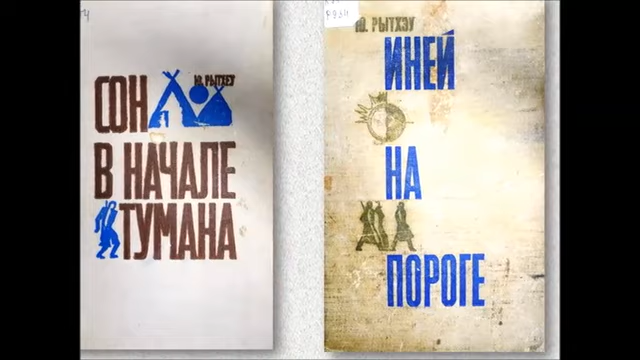 Ю. РЫТХЭУ
СОН
В НАЧАЛЕ
ТУМАНА
Ю. РЫТХЭУ
ИНЕЙ
НА
ПОРОГЕ